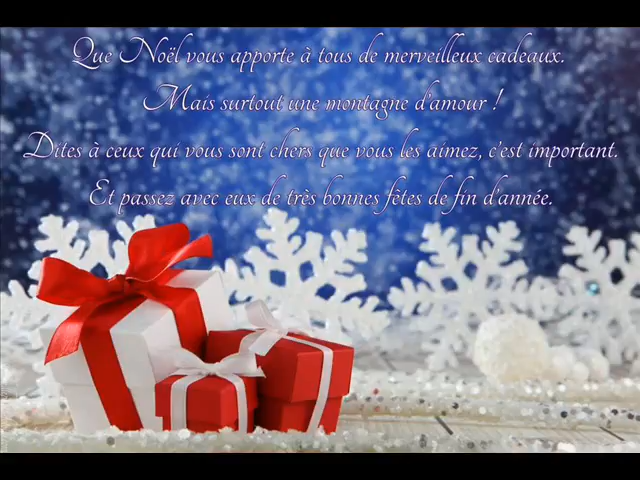 Que Noël vous apporte à tous de merveilleux cadeaux.
Mais surtout une montagne d'amour !
Dites à ceux qui vous sont chers que vous les aimez, c'est important.
Et passez avec eux de très bonnes fêtes de fin d'année.